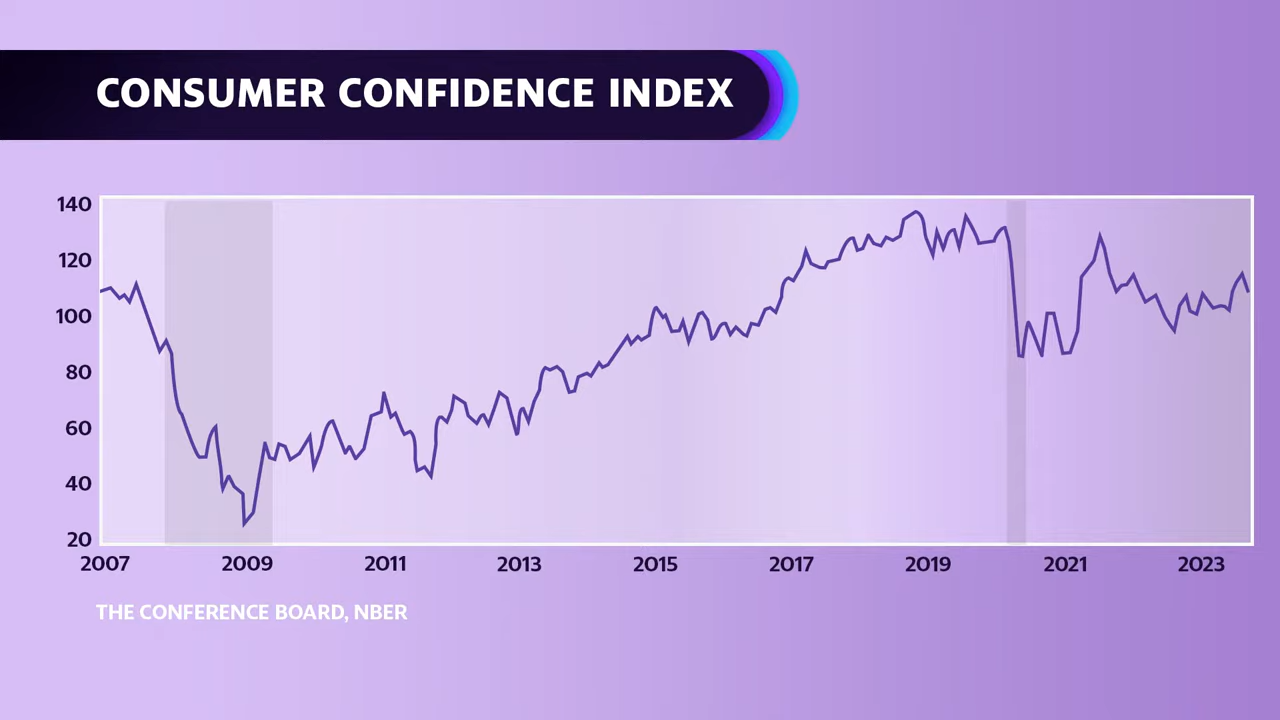 CONSUMER CONFIDENCE INDEX
140
120
100
80
60
40
20
2007 2009 2011 2013 2015 2017 2019 2021 2023
THE CONFERENCE BOARD, NBER